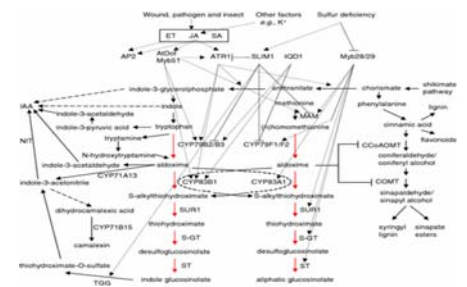 Wound, pathogen and insect
Other factors
e.g., K⁺
Sulfur deficiency
ET JA SA
AP2
AtDof
Myb51
ATR1
SLIM1
IQD1
Myb28/29
indole-3-glycerolphosphate
anthranilate
chorismate
shikimate
pathway
IAA
indole
methionine
phenylalanine
lignin
indole-3-acetaldehyde
MAM
indole-3-pyruvic acid
tryptophan
homomethionine
cinnamic acid
flavonoids
NIT
tryptamine
CYP79B2/B3
CYP79F1/F2
N-hydroxytryptamine
CCoAOMT
indole-3-acetaldehyde
aldoxime
aldoxime
coniferaldehyde/
coniferyl alcohol
CYP71A13
indole-3-acetonitrile
CYP83B1
CYP83A1
COMT
S-alkylthiohydroximate
S-alkylthiohydroximate
sinapaldehyde/
sinapyl alcohol
dihydrocamalexic acid
SUR1
SUR1
thiohydroximate
thiohydroximate
CYP71B15
S-GT
S-GT
syringyl
lignin
sinapate
esters
camalexin
desulfoglucosinolate
desulfoglucosinolate
thiohydroximate-O-sulfate
ST
ST
TGG
indole glucosinolate
aliphatic glucosinolate